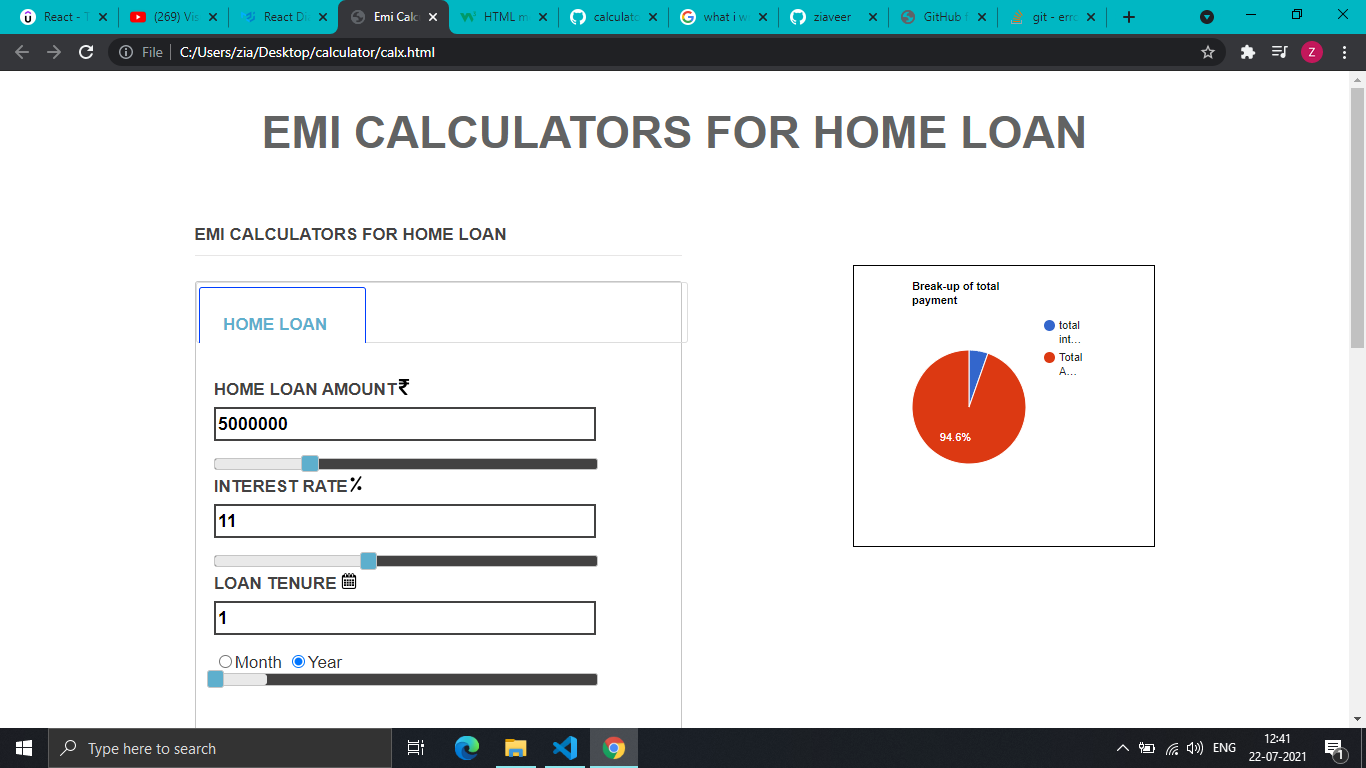 React - T
(269) Vis
React Du
Emi Calc
HTML m
calculato
what i wa
ziaveer
GitHub f
git - erro
File
C:/Users/zia/Desktop/calculator/calx.html
Z
EMI CALCULATORS FOR HOME LOAN
EMI CALCULATORS FOR HOME LOAN
HOME LOAN
HOME LOAN AMOUNT₹
5000000
INTEREST RATE٪
11
LOAN TENURE
1
Month
Year
Break-up of total
payment
total
int...
Total
A...
94.6%
Type here to search
ENG
12:41
22-07-2021
1